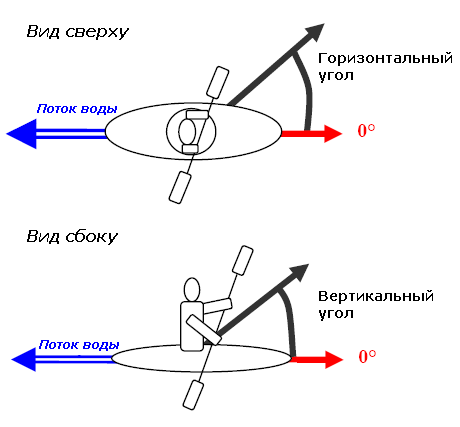 Вид сверху
Горизонтальный
угол
Поток воды
0°
Вид сбоку
Вертикальный
угол
Поток воды
0°